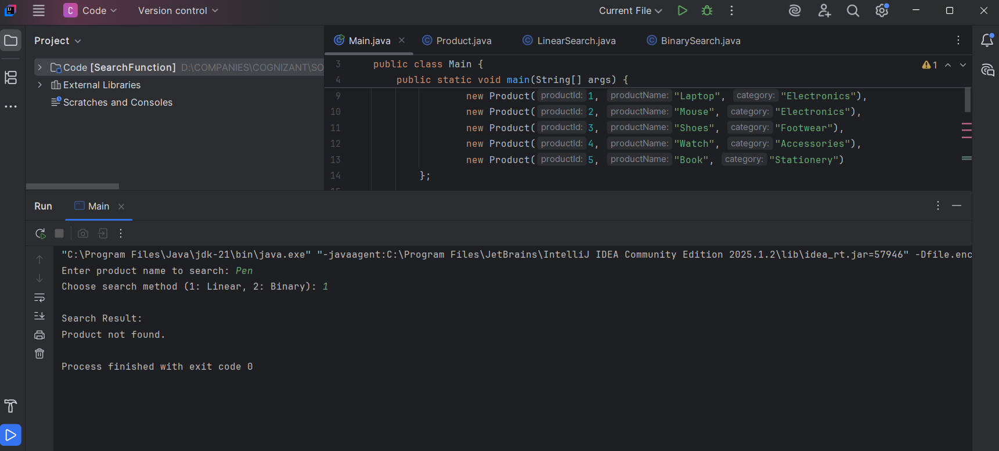 C Code Version control Current File
Project
Main.java Product.java LinearSearch.java BinarySearch.java
Code [SearchFunction] D:\COMPANIES\COGNIZANT\SO
External Libraries
Scratches and Consoles
3 public class Main { 1
4 public static void main(String[] args) {
9 new Product( productId: 1, productName: "Laptop", category: "Electronics"),
10 new Product( productId: 2, productName: "Mouse", category: "Electronics"),
11 new Product( productId: 3, productName: "Shoes", category: "Footwear"),
12 new Product( productId: 4, productName: "Watch", category: "Accessories"),
13 new Product( productId: 5, productName: "Book", category: "Stationery")
14 };
Run Main
"C:\Program Files\Java\jdk-21\bin\java.exe" "-javaagent:C:\Program Files\JetBrains\IntelliJ IDEA Community Edition 2025.1.2\lib\idea_rt.jar=57946" -Dfile.enc
Enter product name to search: Pen
Choose search method (1: Linear, 2: Binary): 1
Search Result:
Product not found.
Process finished with exit code 0